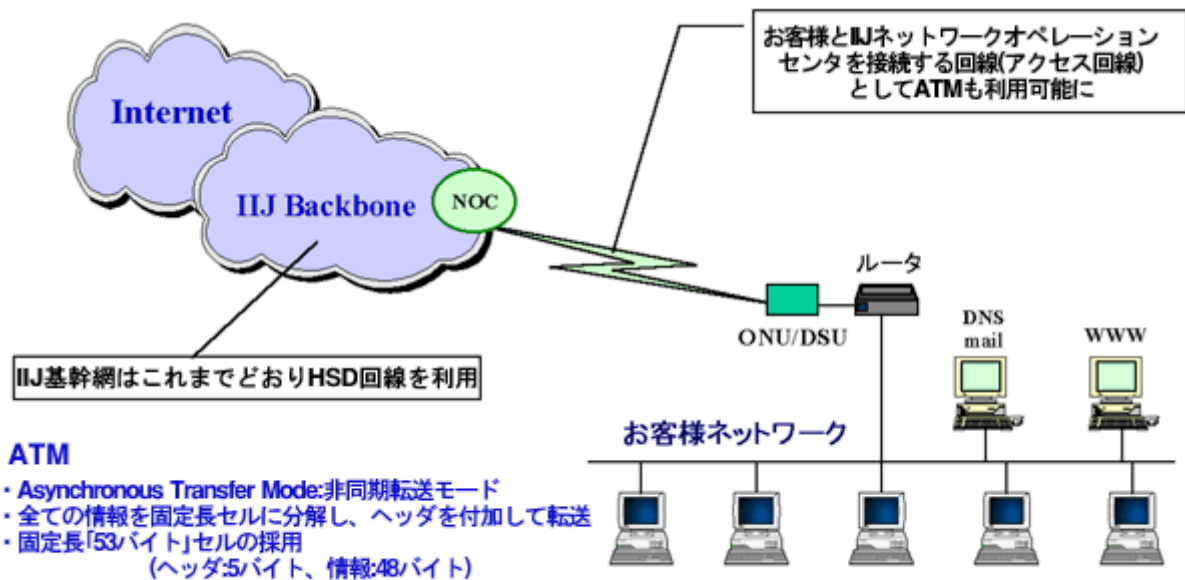 お客様とIIJネットワークオペレーション
センタを接続する回線(アクセス回線)
としてATMも利用可能に
Internet
IIJ Backbone
NOC
ルータ
ONU/DSU
DNS
mail
WWW
IIJ基幹網はこれまでどおりHSD回線を利用
お客様ネットワーク
ATM
・Asynchronous Transfer Mode:非同期転送モード
・全ての情報を固定長セルに分解し、ヘッダを付加して転送
・固定長「53バイト」セルの採用
(ヘッダ:5バイト、情報:48バイト)